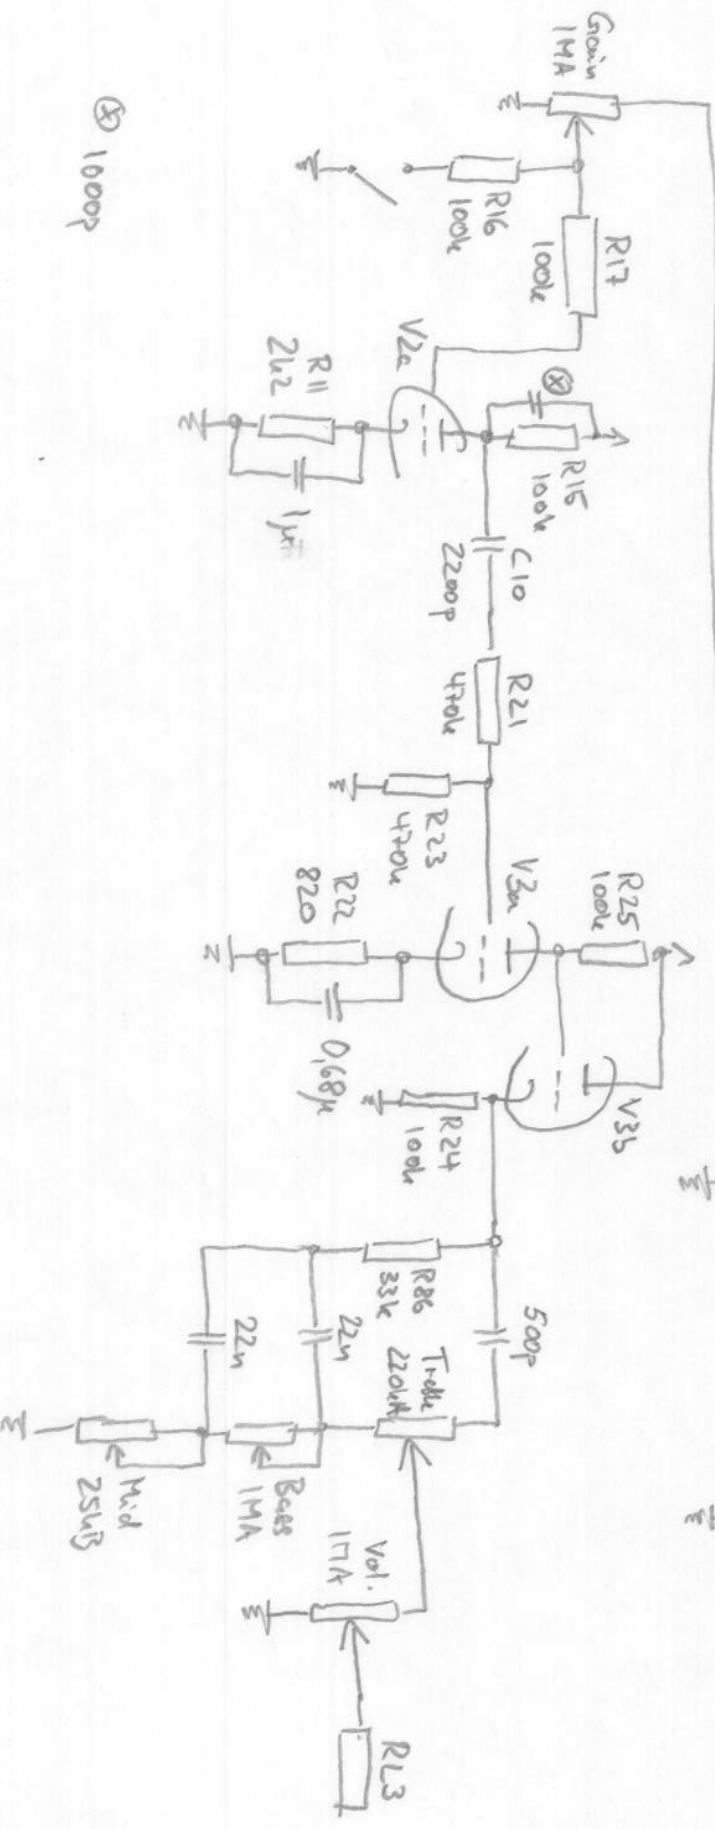 Gain
1MA
R16
100k
R17
100k
V2a
R11
2k2
1µ
R15
100k
⊗
C10
2200p
R21
470k
R23
470k
V3a
R22
820
0,68µ
R25
100k
V3b
R24
100k
R86
33k
500p
22n
22n
Treble
220kA
Bass
1MA
Mid
25kB
Vol.
1MA
RL3
⊗ 1000p